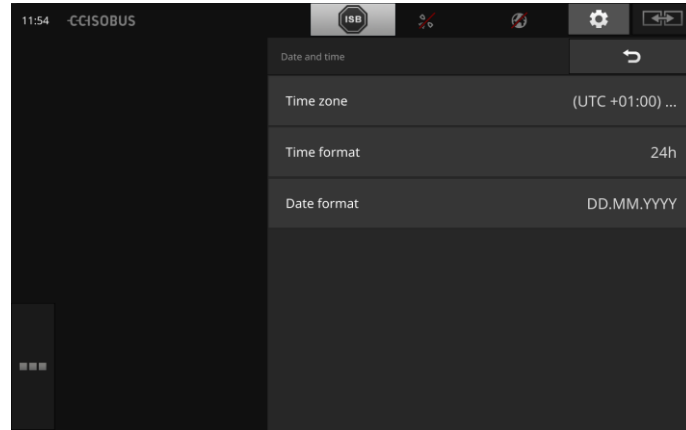 11:54 CCISOBUS ISB
Date and time
Time zone (UTC +01:00) ...
Time format 24h
Date format DD.MM.YYYY